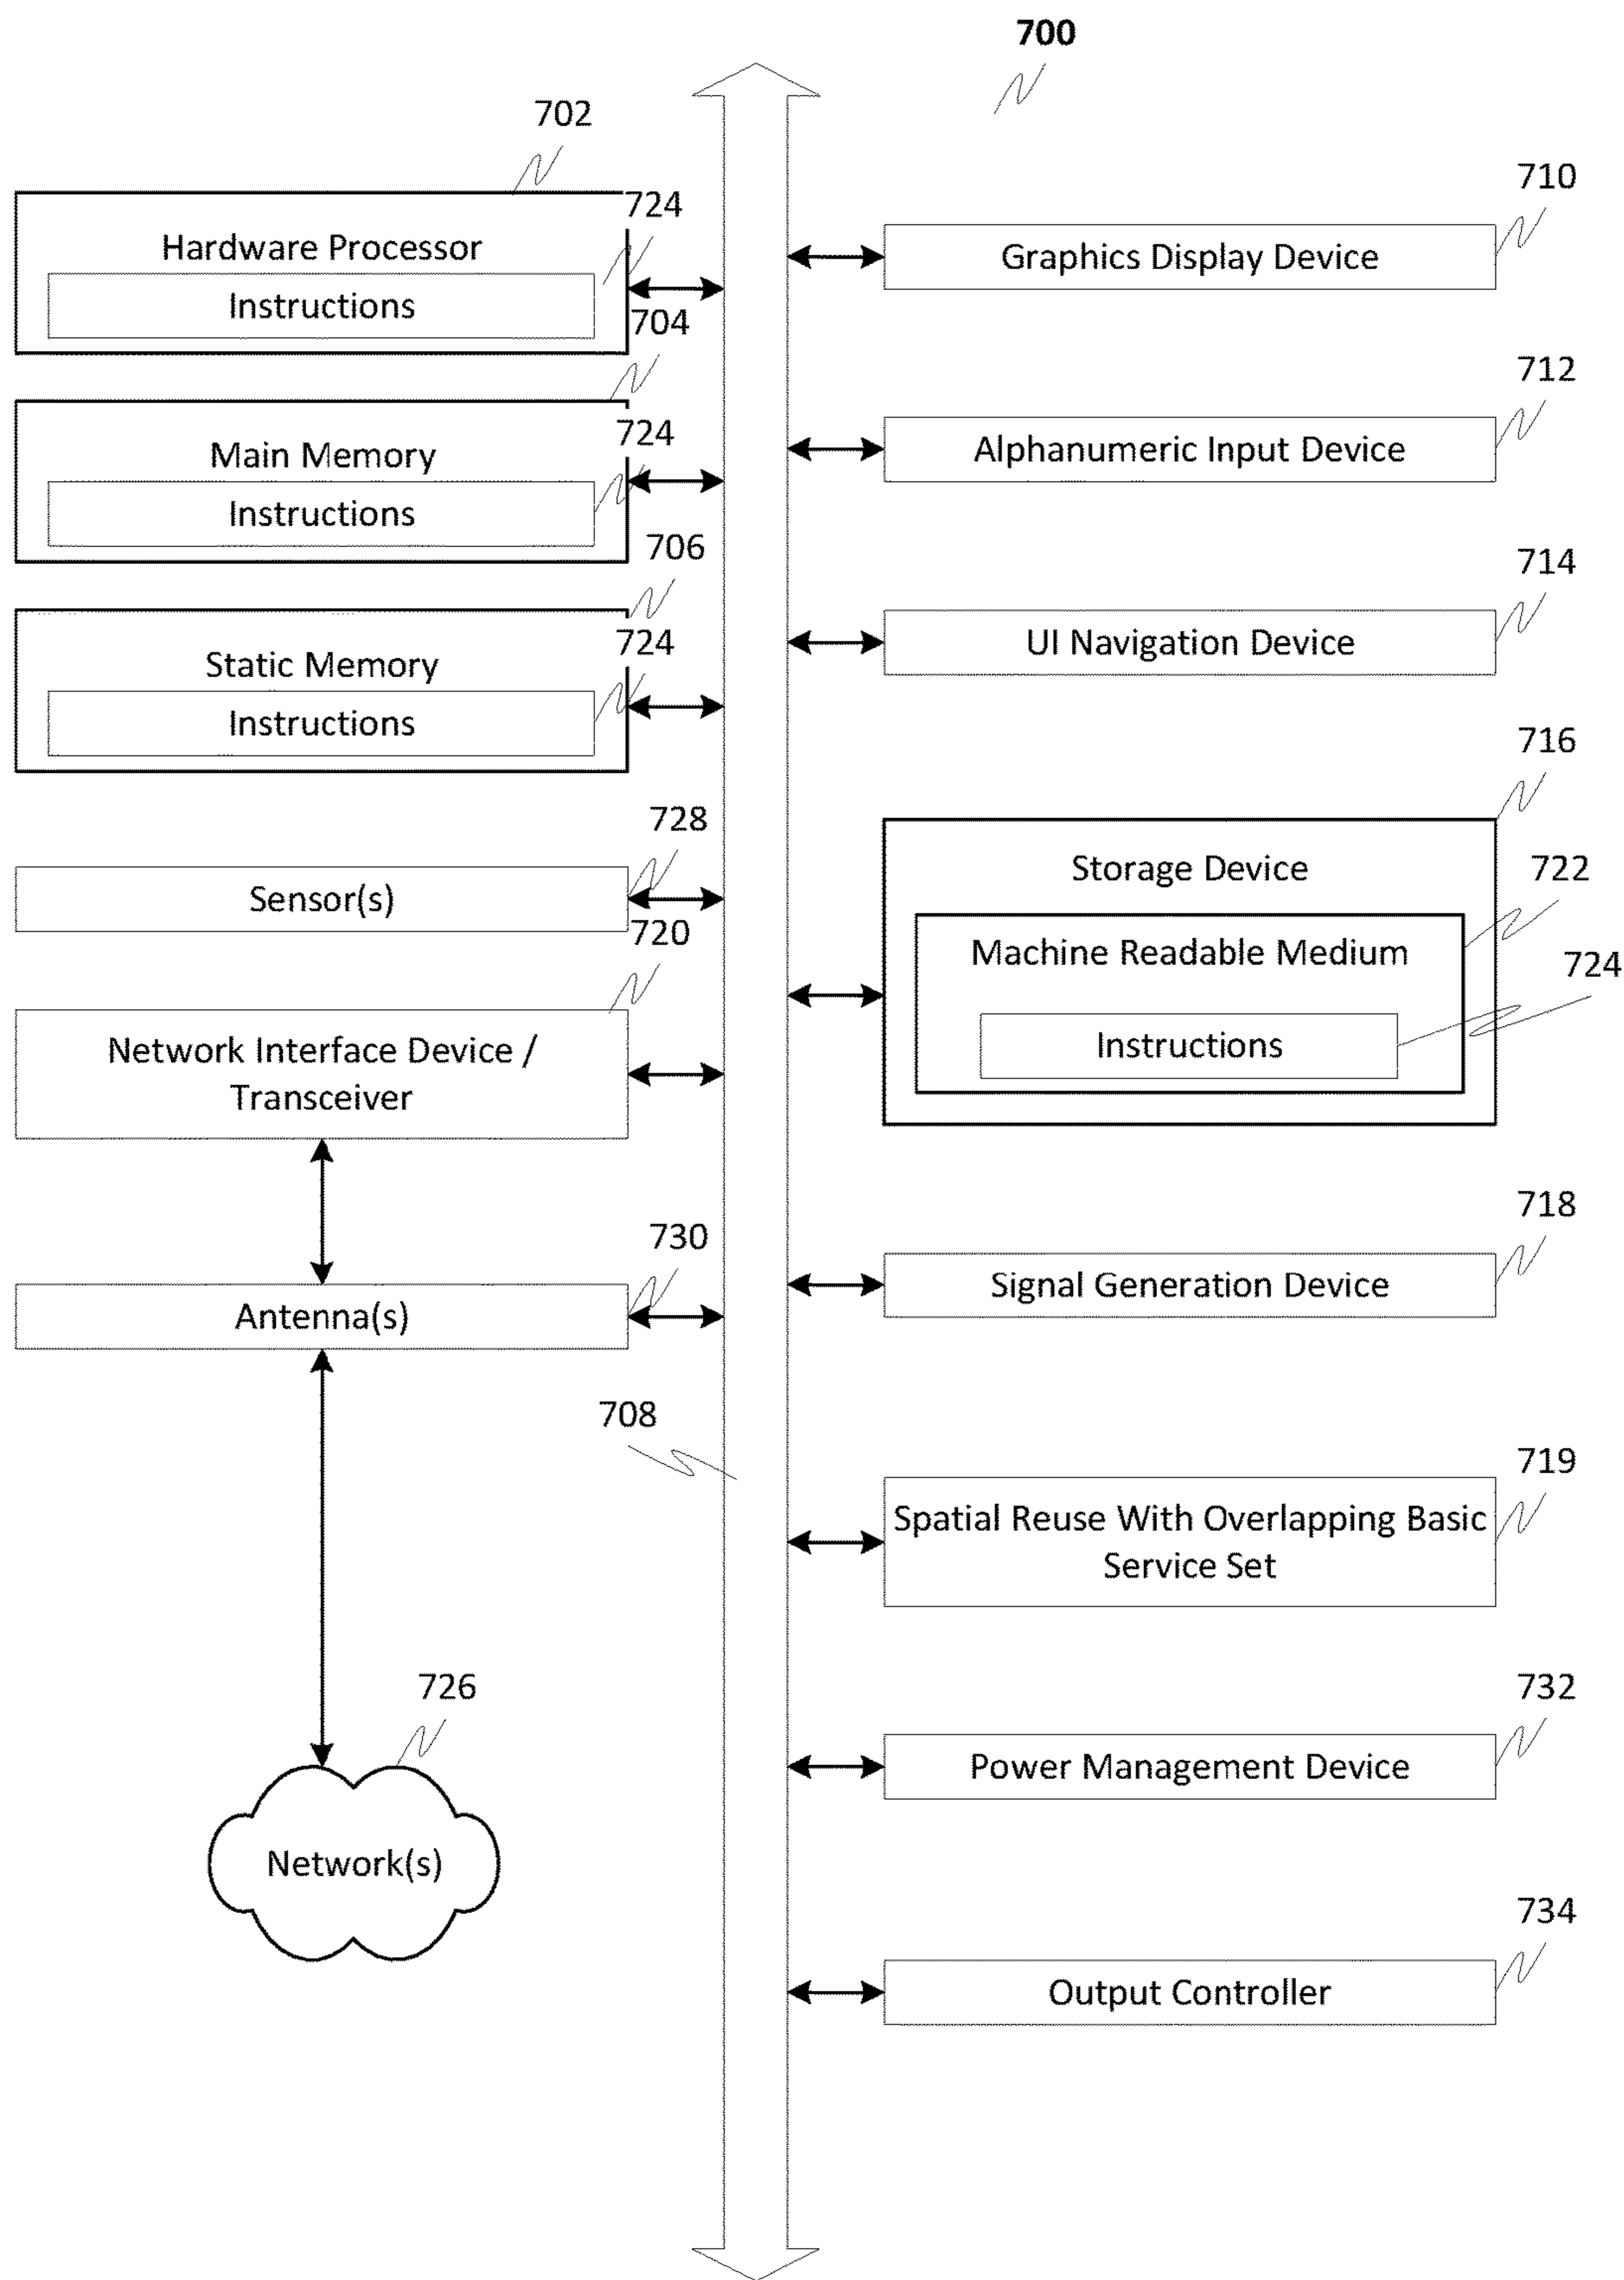 700
702
724
Hardware Processor
Instructions
704
724
Main Memory
Instructions
706
724
Static Memory
Instructions
728
Sensor(s)
720
Network Interface Device /
Transceiver
730
Antenna(s)
708
726
Network(s)
710
Graphics Display Device
712
Alphanumeric Input Device
714
UI Navigation Device
716
Storage Device
722
Machine Readable Medium
724
Instructions
718
Signal Generation Device
719
Spatial Reuse With Overlapping Basic
Service Set
732
Power Management Device
734
Output Controller